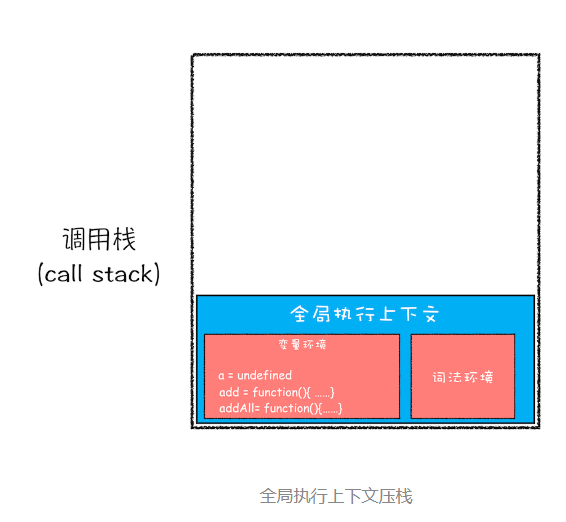 调用栈
(call stack)
全局执行上下文
变量环境
a = undefined
add = function(){ ……}
addAll= function(){……}
词法环境
全局执行上下文压栈